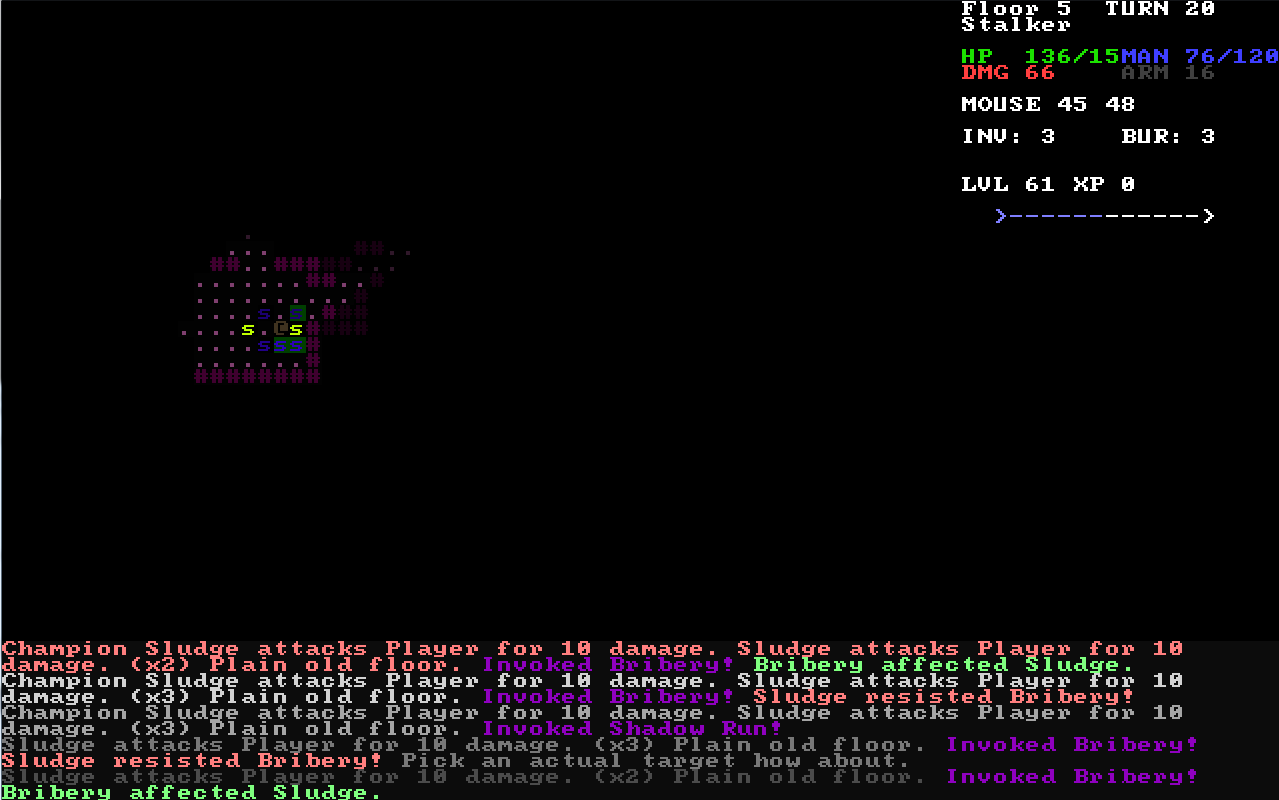 Floor 5 TURN 20
Stalker
HP 136/15MAN 76/120
DMG 66 ARM 16
MOUSE 45 48
INV: 3 BUR: 3
LVL 61 XP 0
Champion Sludge attacks Player for 10 damage. Sludge attacks Player for 10
damage. (x2) Plain old floor. Invoked Bribery! Bribery affected Sludge.
Champion Sludge attacks Player for 10 damage. Sludge attacks Player for 10
damage. (x3) Plain old floor. Invoked Bribery! Sludge resisted Bribery!
Champion Sludge attacks Player for 10 damage. Sludge attacks Player for 10
damage. (x3) Plain old floor. Invoked Shadow Run!
Sludge attacks Player for 10 damage. (x3) Plain old floor. Invoked Bribery!
Sludge resisted Bribery! Pick an actual target how about.
Sludge attacks Player for 10 damage. (x2) Plain old floor. Invoked Bribery!
Bribery affected Sludge.